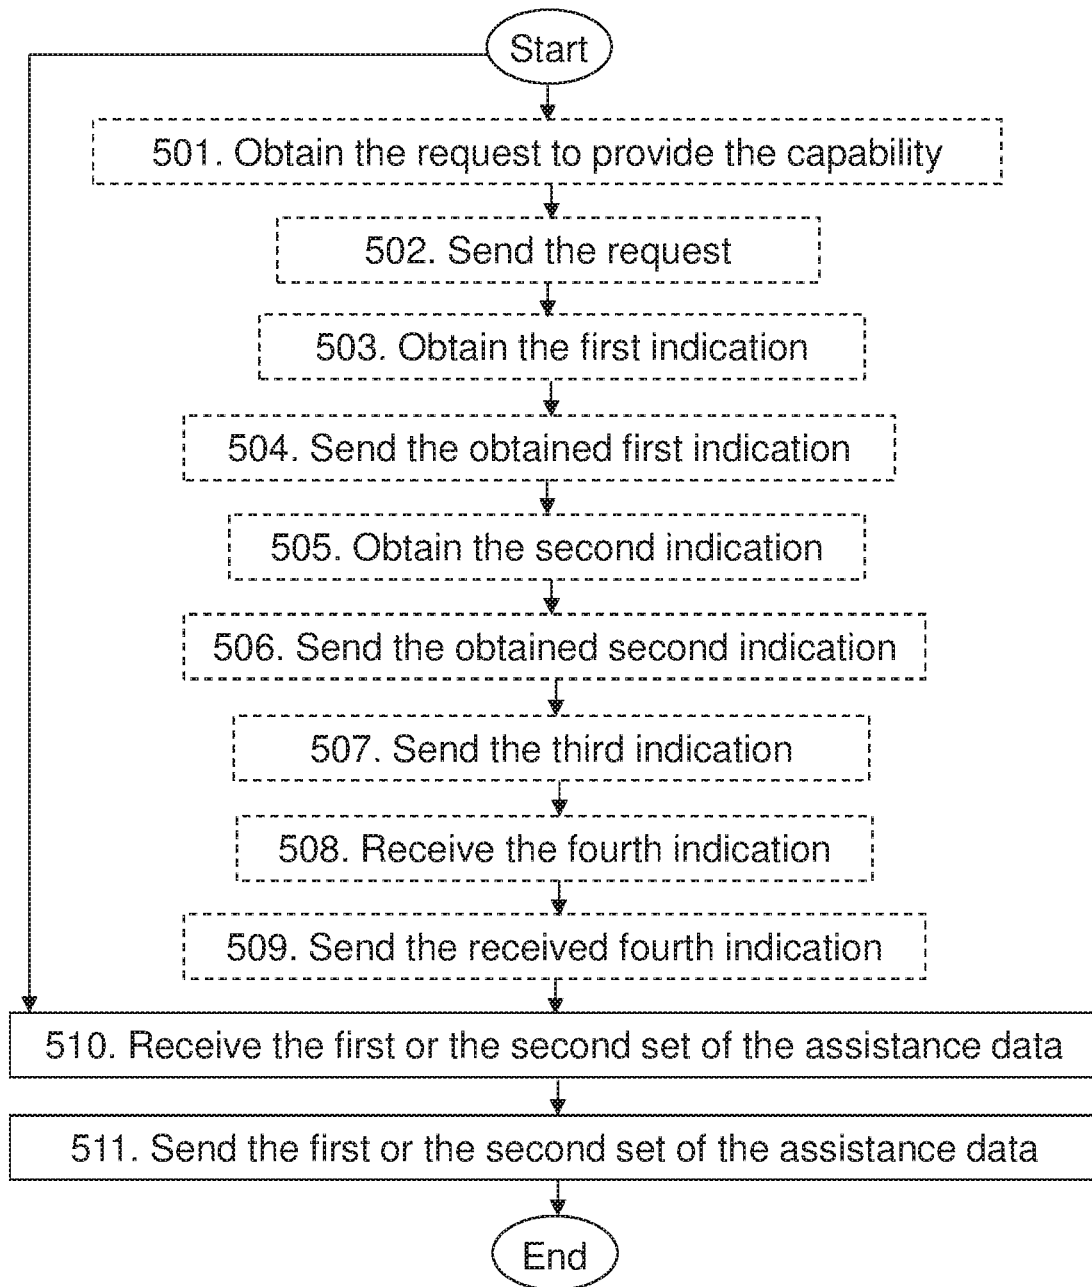 Start
501. Obtain the request to provide the capability
502. Send the request
503. Obtain the first indication
504. Send the obtained first indication
505. Obtain the second indication
506. Send the obtained second indication
507. Send the third indication
508. Receive the fourth indication
509. Send the received fourth indication
510. Receive the first or the second set of the assistance data
511. Send the first or the second set of the assistance data
End